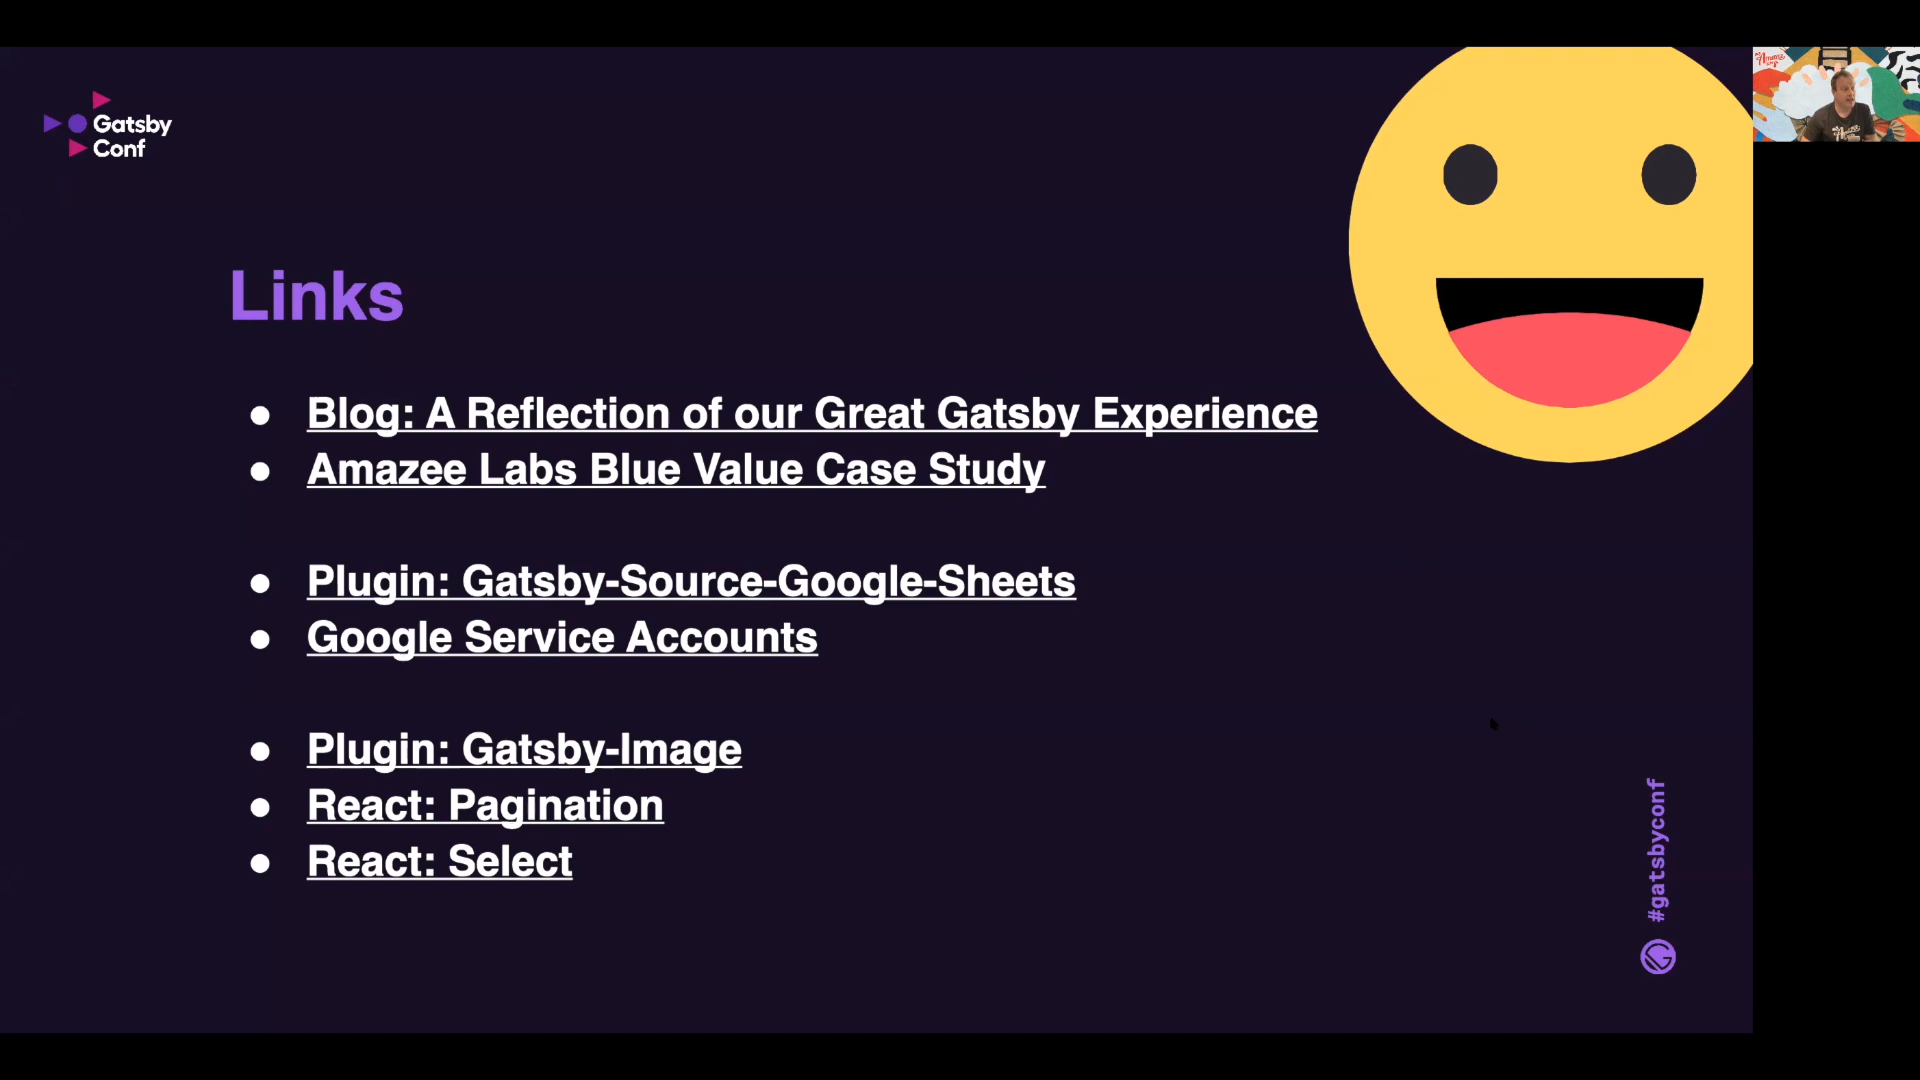 Gatsby
Conf
Links
Blog: A Reflection of our Great Gatsby Experience
Amazee Labs Blue Value Case Study
Plugin: Gatsby-Source-Google-Sheets
Google Service Accounts
Plugin: Gatsby-Image
React: Pagination
React: Select
#gatsbyconf